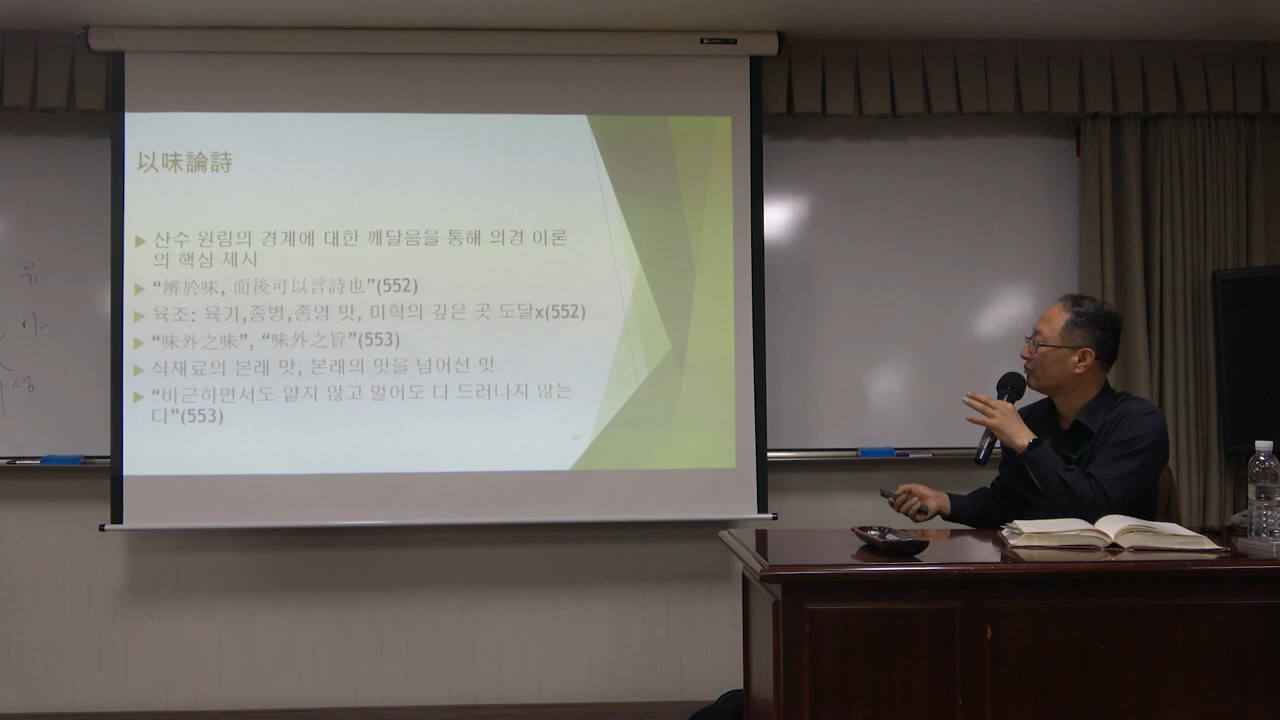 以味論詩
산수 원림의 경계에 대한 깨달음을 통해 의경 이론
의 핵심 제시
“辨於味, 而後可以言詩也”(552)
육조: 육기,종병,종영 맛, 미학의 깊은 곳 도달x(552)
“味外之味”, “味外之旨”(553)
식재료의 본래 맛, 본래의 맛을 넘어선 맛
“비근하면서도 얕지 않고 멀어도 다 드러나지 않는
다”(553)
121
유
아